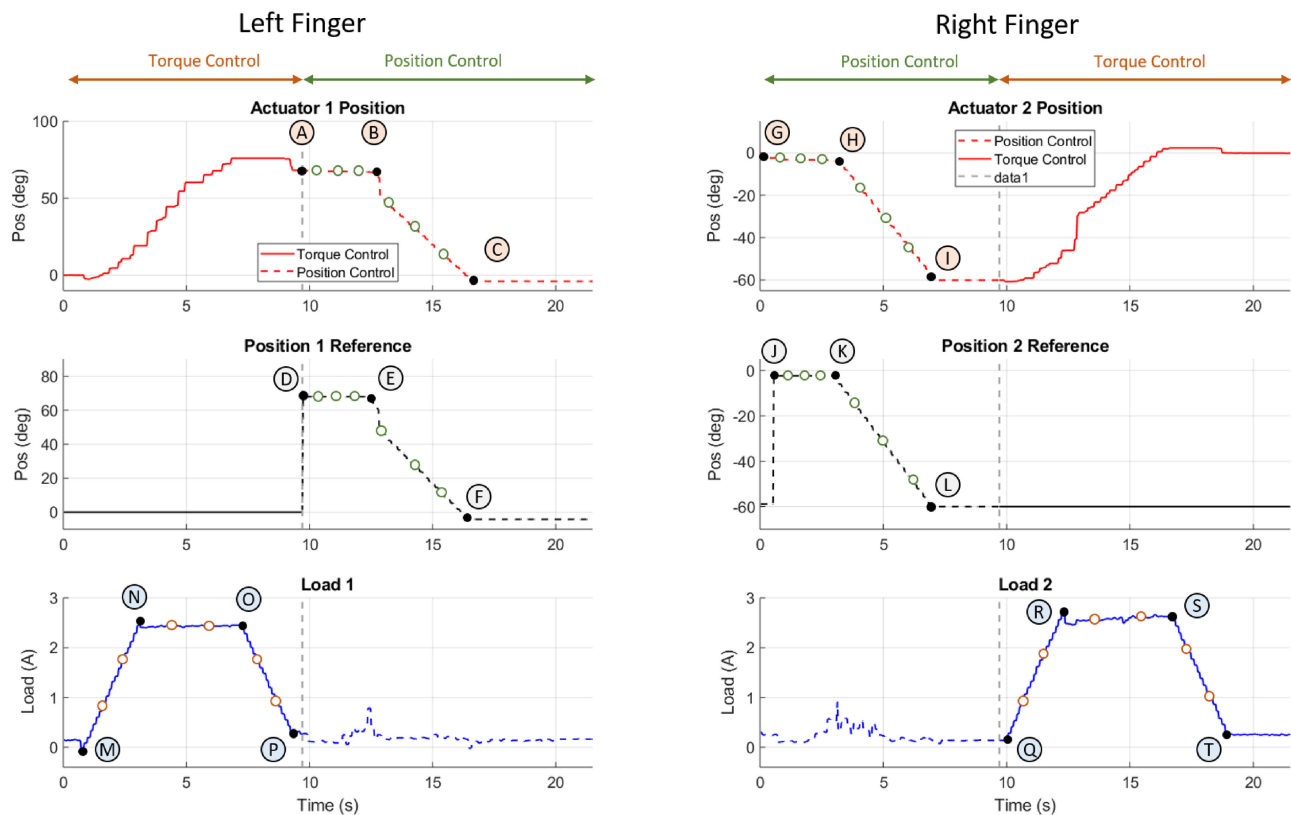 Left Finger
Right Finger
Torque Control
Position Control
Position Control
Torque Control
Actuator 1 Position
Pos (deg)
100
50
0
A
B
C
Torque Control
Position Control
0
5
10
15
20
Actuator 2 Position
Pos (deg)
0
-20
-40
-60
G
H
I
Position Control
Torque Control
data1
0
5
10
15
20
Position 1 Reference
Pos (deg)
80
60
40
20
0
D
E
F
0
5
10
15
20
Position 2 Reference
Pos (deg)
0
-20
-40
-60
J
K
L
0
5
10
15
20
Load 1
Load (A)
3
2
1
0
M
N
O
P
0
5
10
15
20
Time (s)
Load 2
Load (A)
3
2
1
0
Q
R
S
T
0
5
10
15
20
Time (s)